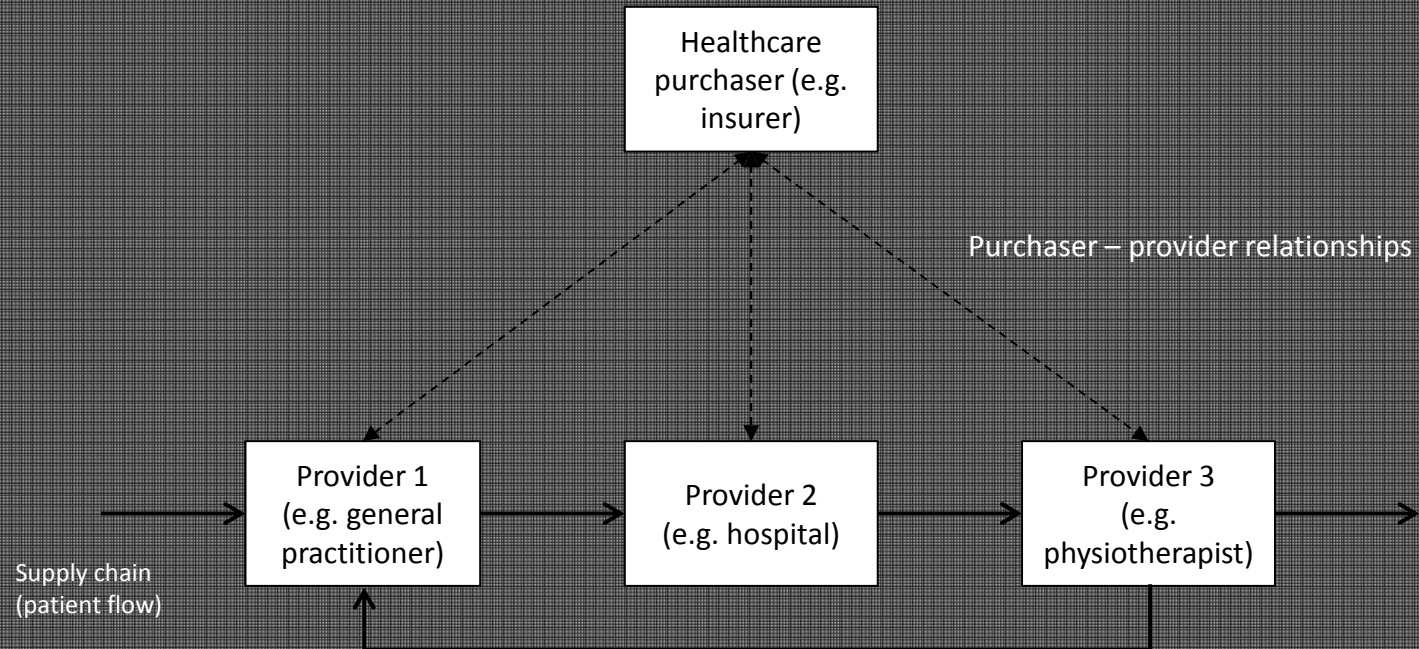 Healthcare
purchaser (e.g.
insurer)
Purchaser – provider relationships
Provider 1
(e.g. general
practitioner)
Provider 2
(e.g. hospital)
Provider 3
(e.g.
physiotherapist)
Supply chain
(patient flow)